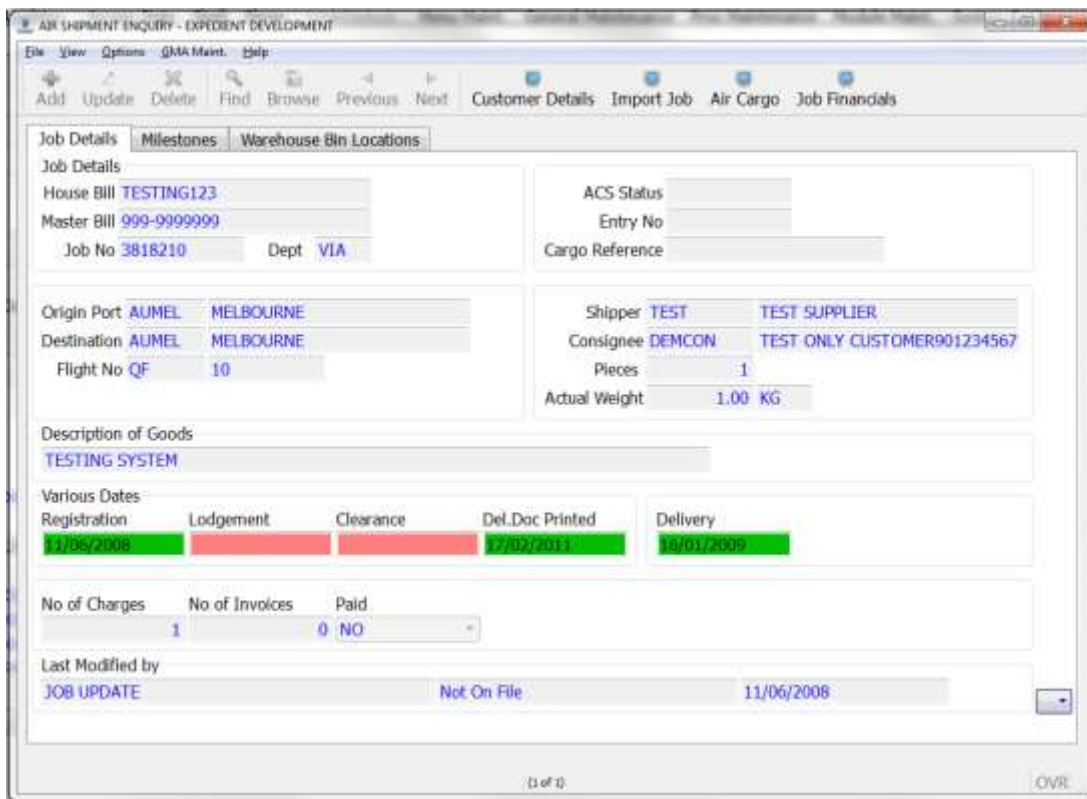 AIR SHIPMENT ENQUIRY - EXPEDIENT DEVELOPMENT
File View Options GMA Maint. Help
Add Update Delete Find Browse Previous Next Customer Details Import Job Air Cargo Job Financials
Job Details Milestones Warehouse Bin Locations
Job Details
House Bill TESTING123
Master Bill 999-9999999
Job No 3818210 Dept VIA
ACS Status
Entry No
Cargo Reference
Origin Port AUMEL MELBOURNE
Destination AUMEL MELBOURNE
Flight No QF 10
Shipper TEST TEST SUPPLIER
Consignee DEMCON TEST ONLY CUSTOMER901234567
Pieces 1
Actual Weight 1.00 KG
Description of Goods
TESTING SYSTEM
Various Dates
Registration Lodgement Clearance Del.Doc Printed Delivery
11/06/2008 17/02/2011 16/01/2009
No of Charges No of Invoices Paid
1 0 NO
Last Modified by
JOB UPDATE Not On File 11/06/2008
(1 of 1) OVR